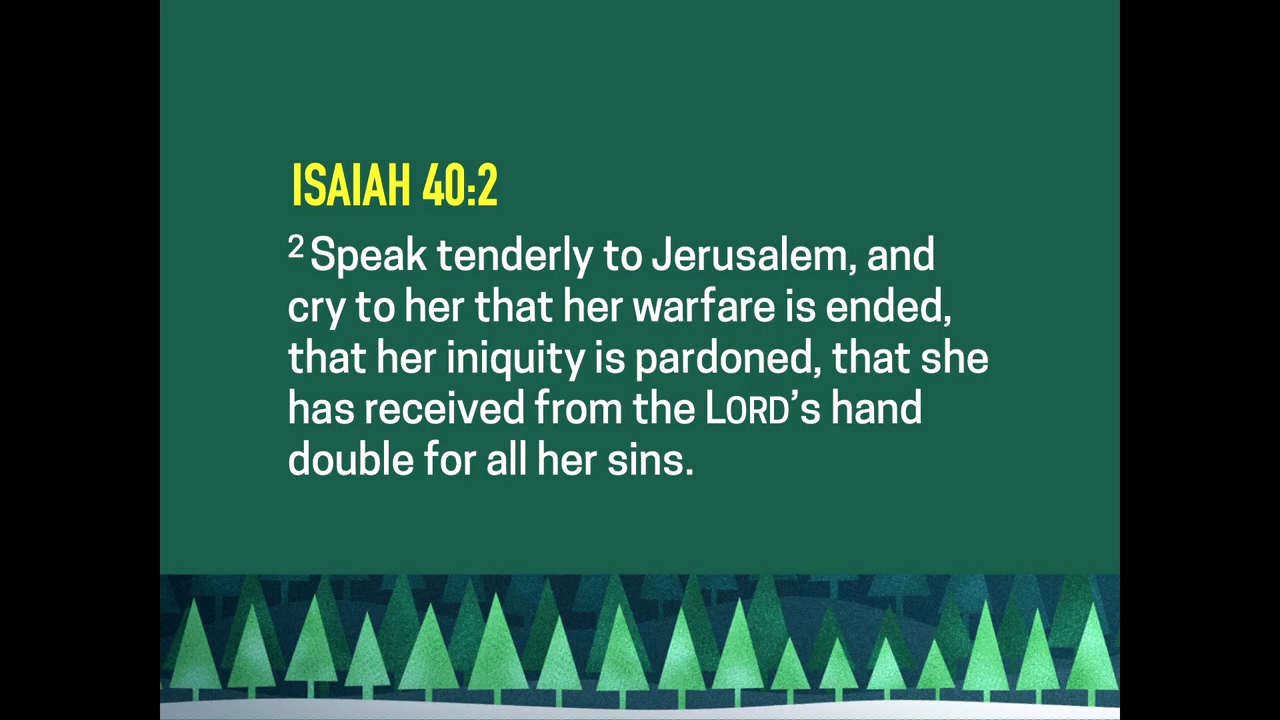 ISAIAH 40:2
2 Speak tenderly to Jerusalem, and
cry to her that her warfare is ended,
that her iniquity is pardoned, that she
has received from the LORD’s hand
double for all her sins.